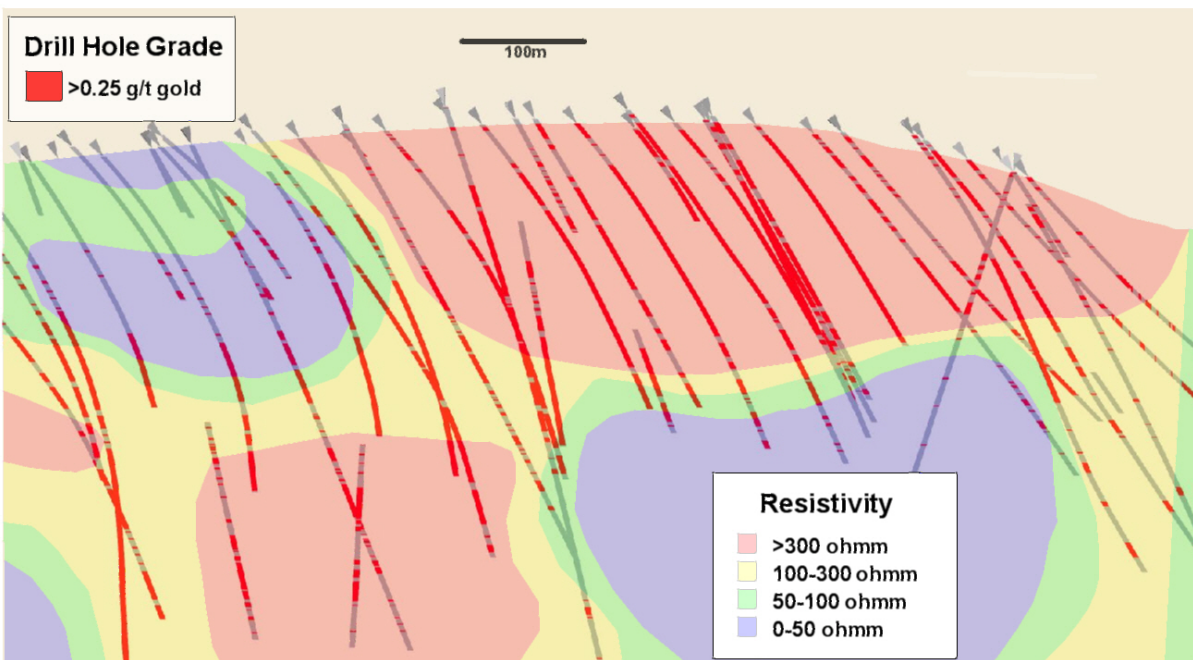 Drill Hole Grade
>0.25 g/t gold
100m
Resistivity
>300 ohmm
100-300 ohmm
50-100 ohmm
0-50 ohmm